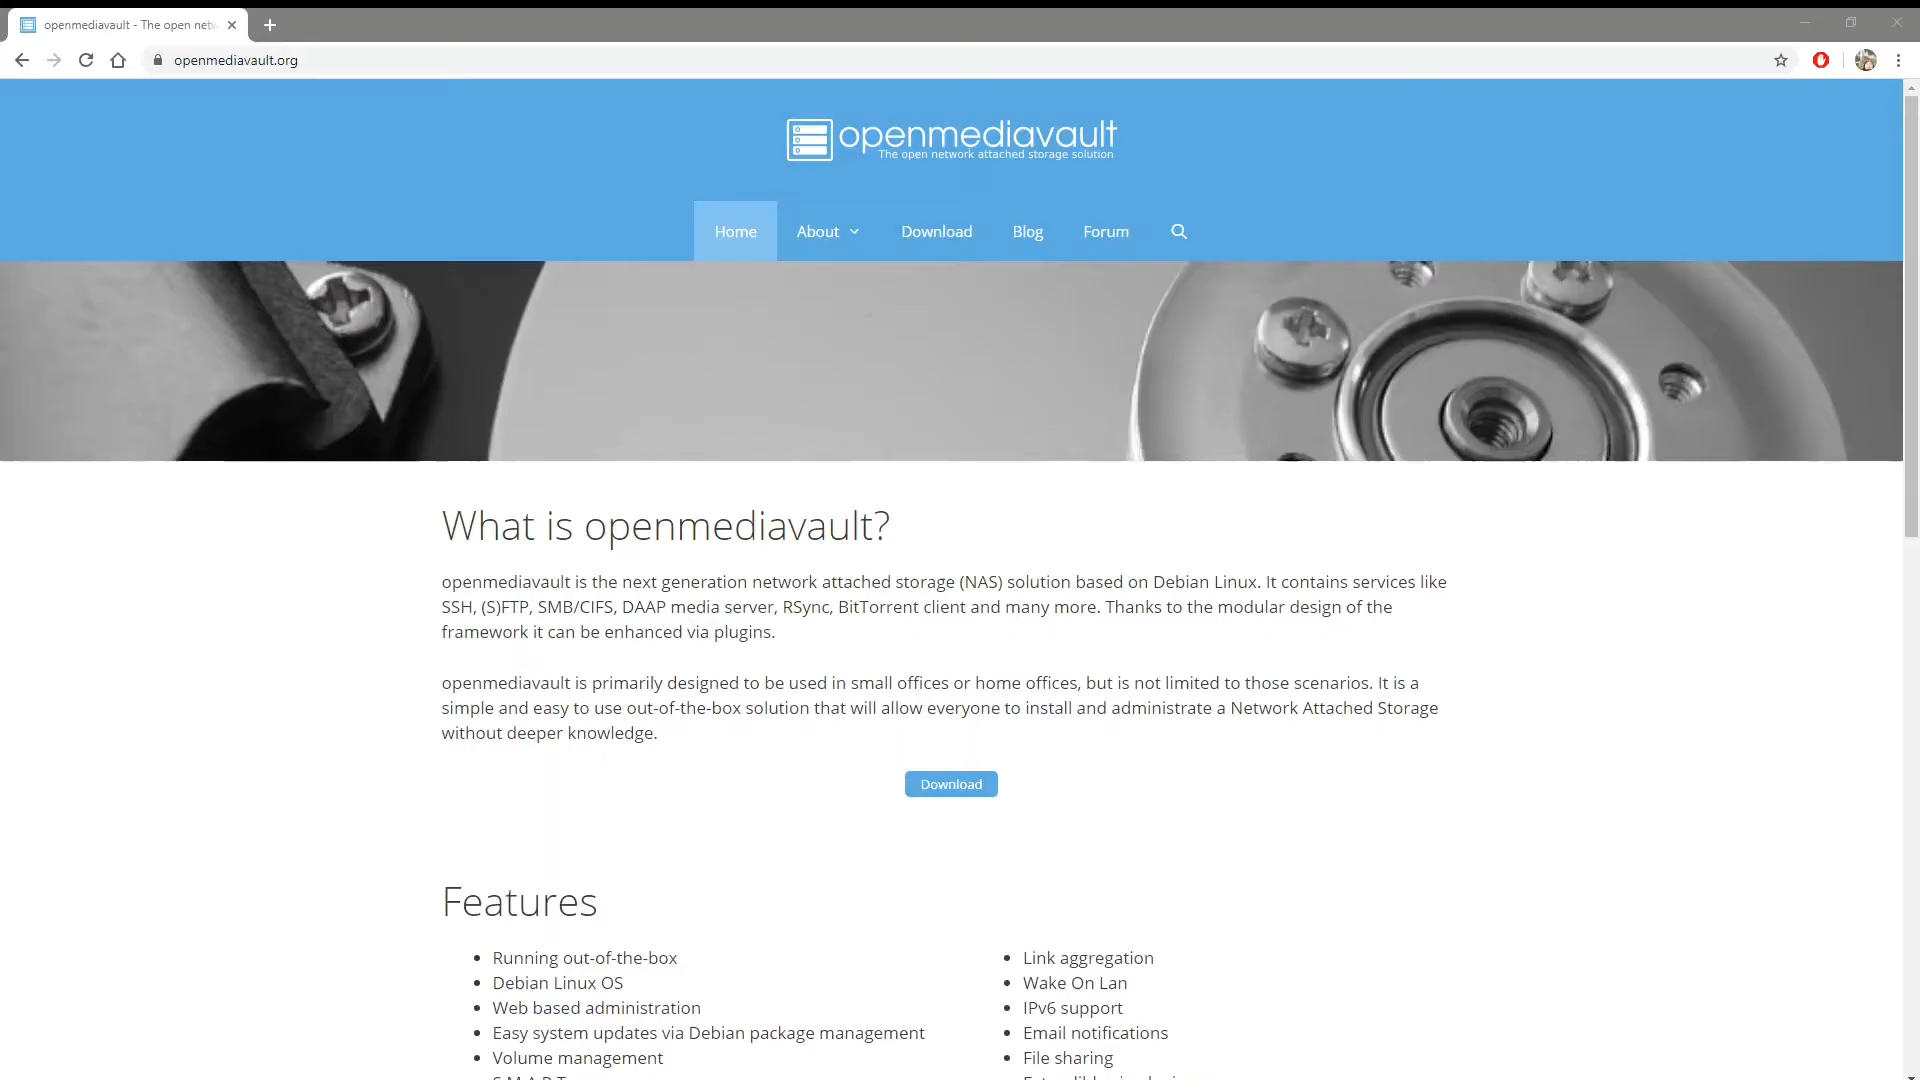 openmediavault - The open netw
openmediavault.org
openmediavault
The open network attached storage solution
Home
About
Download
Blog
Forum
What is openmediavault?
openmediavault is the next generation network attached storage (NAS) solution based on Debian Linux. It contains services like
SSH, (S)FTP, SMB/CIFS, DAAP media server, RSync, BitTorrent client and many more. Thanks to the modular design of the
framework it can be enhanced via plugins.
openmediavault is primarily designed to be used in small offices or home offices, but is not limited to those scenarios. It is a
simple and easy to use out-of-the-box solution that will allow everyone to install and administrate a Network Attached Storage
without deeper knowledge.
Download
Features
Running out-of-the-box
Debian Linux OS
Web based administration
Easy system updates via Debian package management
Volume management
Link aggregation
Wake On Lan
IPv6 support
Email notifications
File sharing